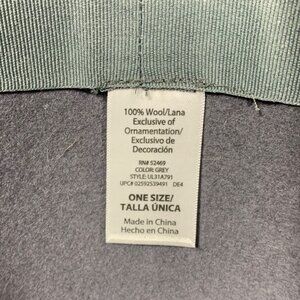 100% Wool/Lana
Exclusive of
Ornamentation/
Exclusivo de
Decoración
RN# 52469
COLOR: GREY
STYLE: UL31A791
UPC# 02592539491 DE4
ONE SIZE/
TALLA ÚNICA
Made in China
Hecho en China